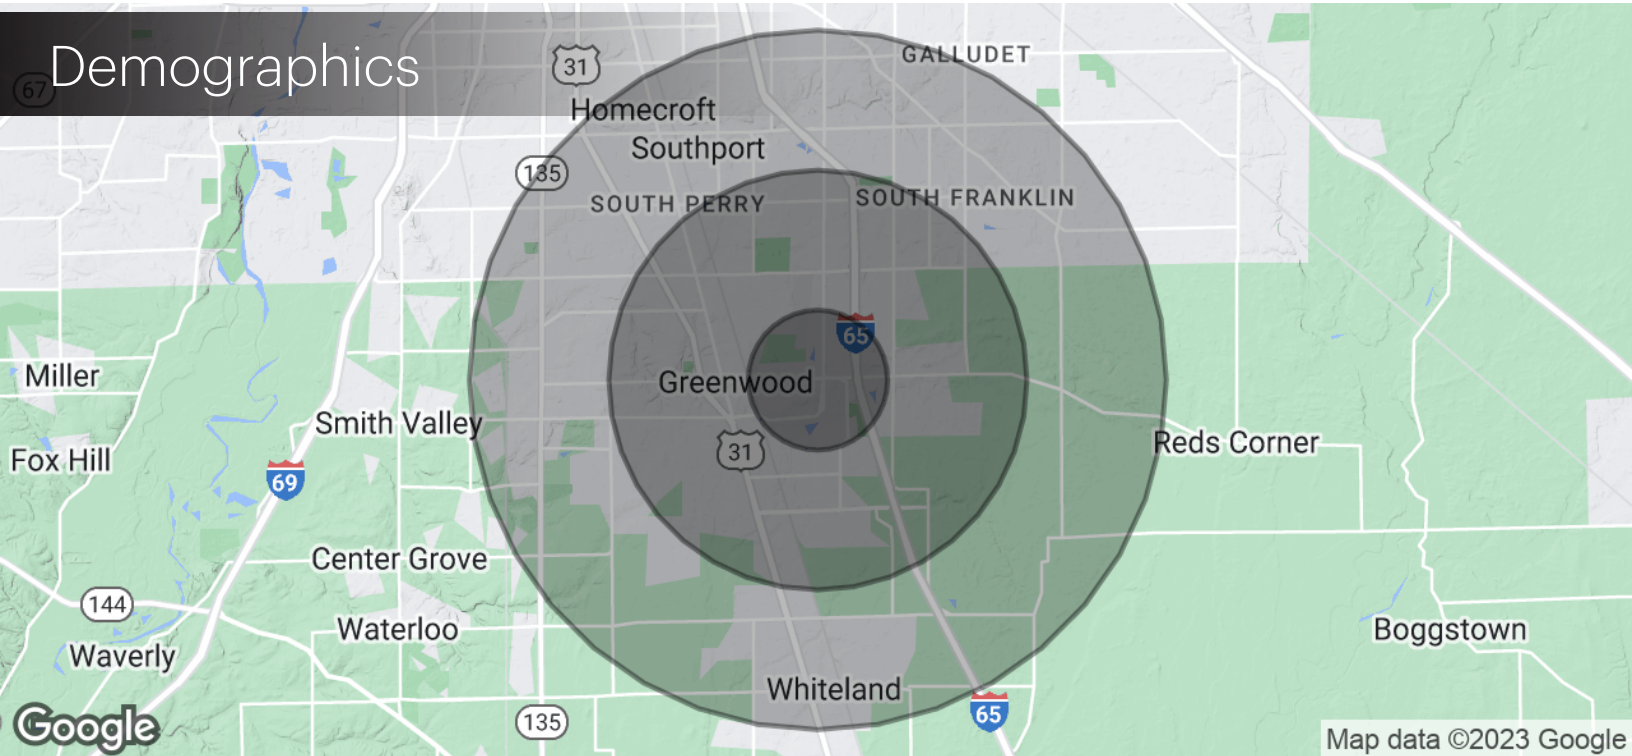 Demographics
67
31
GALLUDET
Homecroft
Southport
135
SOUTH PERRY
SOUTH FRANKLIN
65
Miller
Greenwood
Smith Valley
Fox Hill
31
Reds Corner
69
Center Grove
144
Waterloo
Boggstown
Waverly
Whiteland
Google
135
65
Map data ©2023 Google